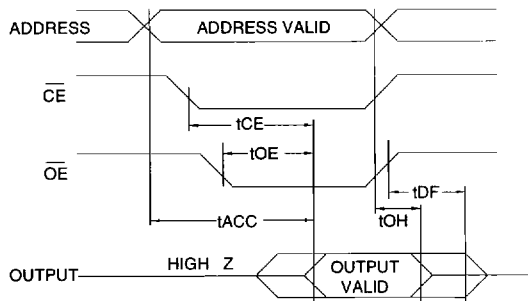 ADDRESS
ADDRESS VALID
CE
tCE
tOE
OE
tDF
tOH
tACC
HIGH Z
OUTPUT
OUTPUT
VALID